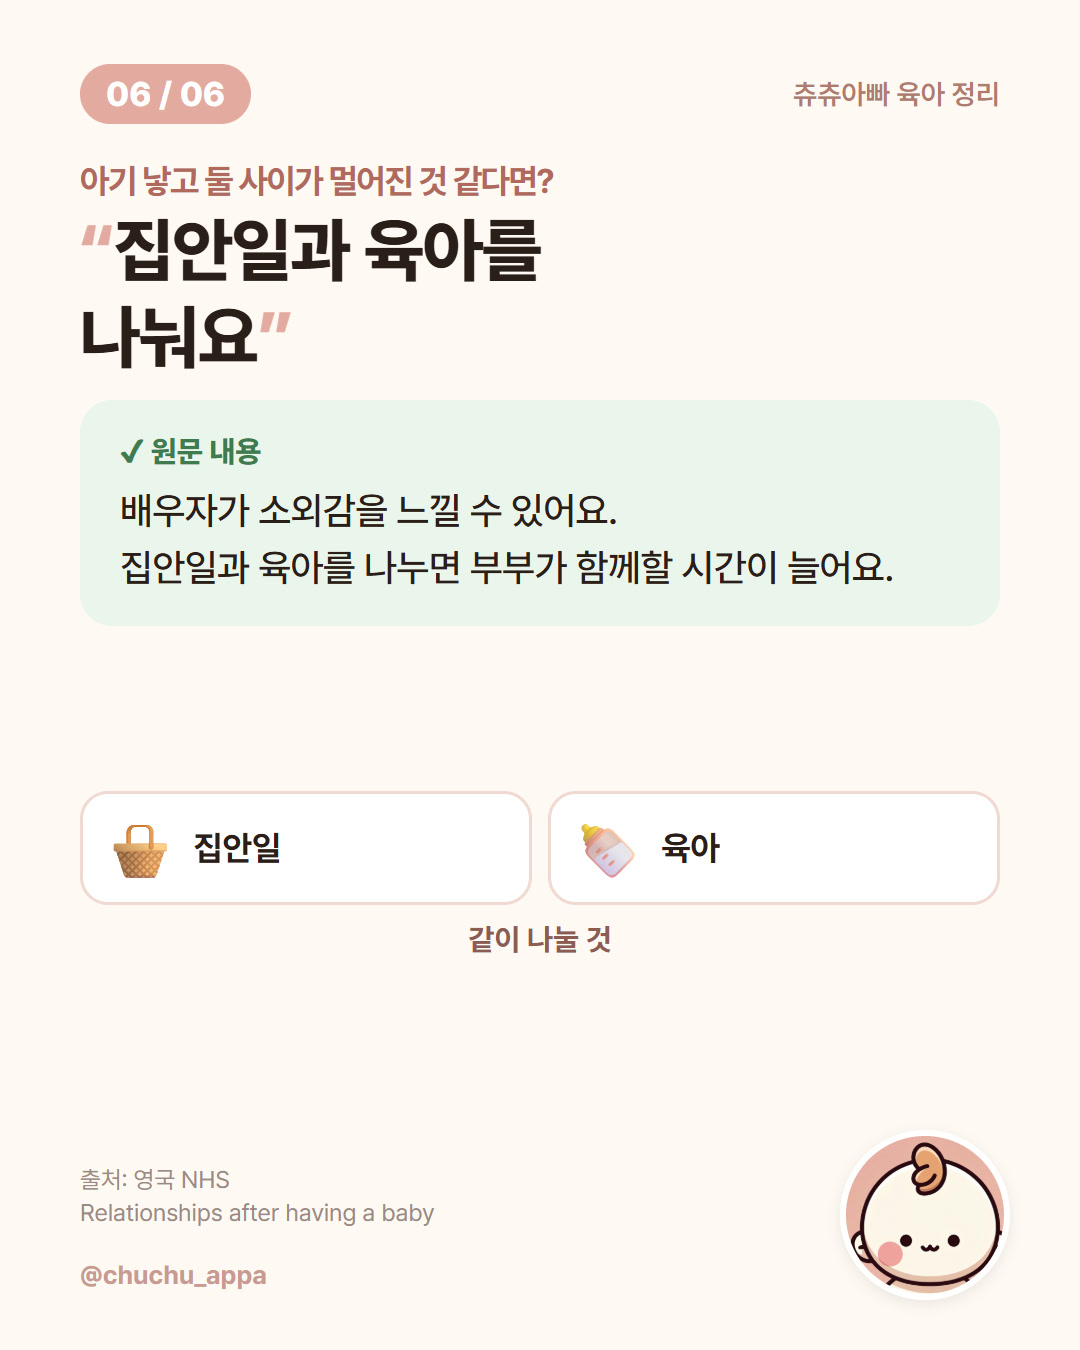 06 / 06
츄츄아빠 육아 정리
아기 낳고 둘 사이가 멀어진 것 같다면?
“집안일과 육아를
나눠요”
✓ 원문 내용
배우자가 소외감을 느낄 수 있어요.
집안일과 육아를 나누면 부부가 함께할 시간이 늘어요.
집안일
육아
같이 나눌 것
출처: 영국 NHS
Relationships after having a baby
@chuchu_appa